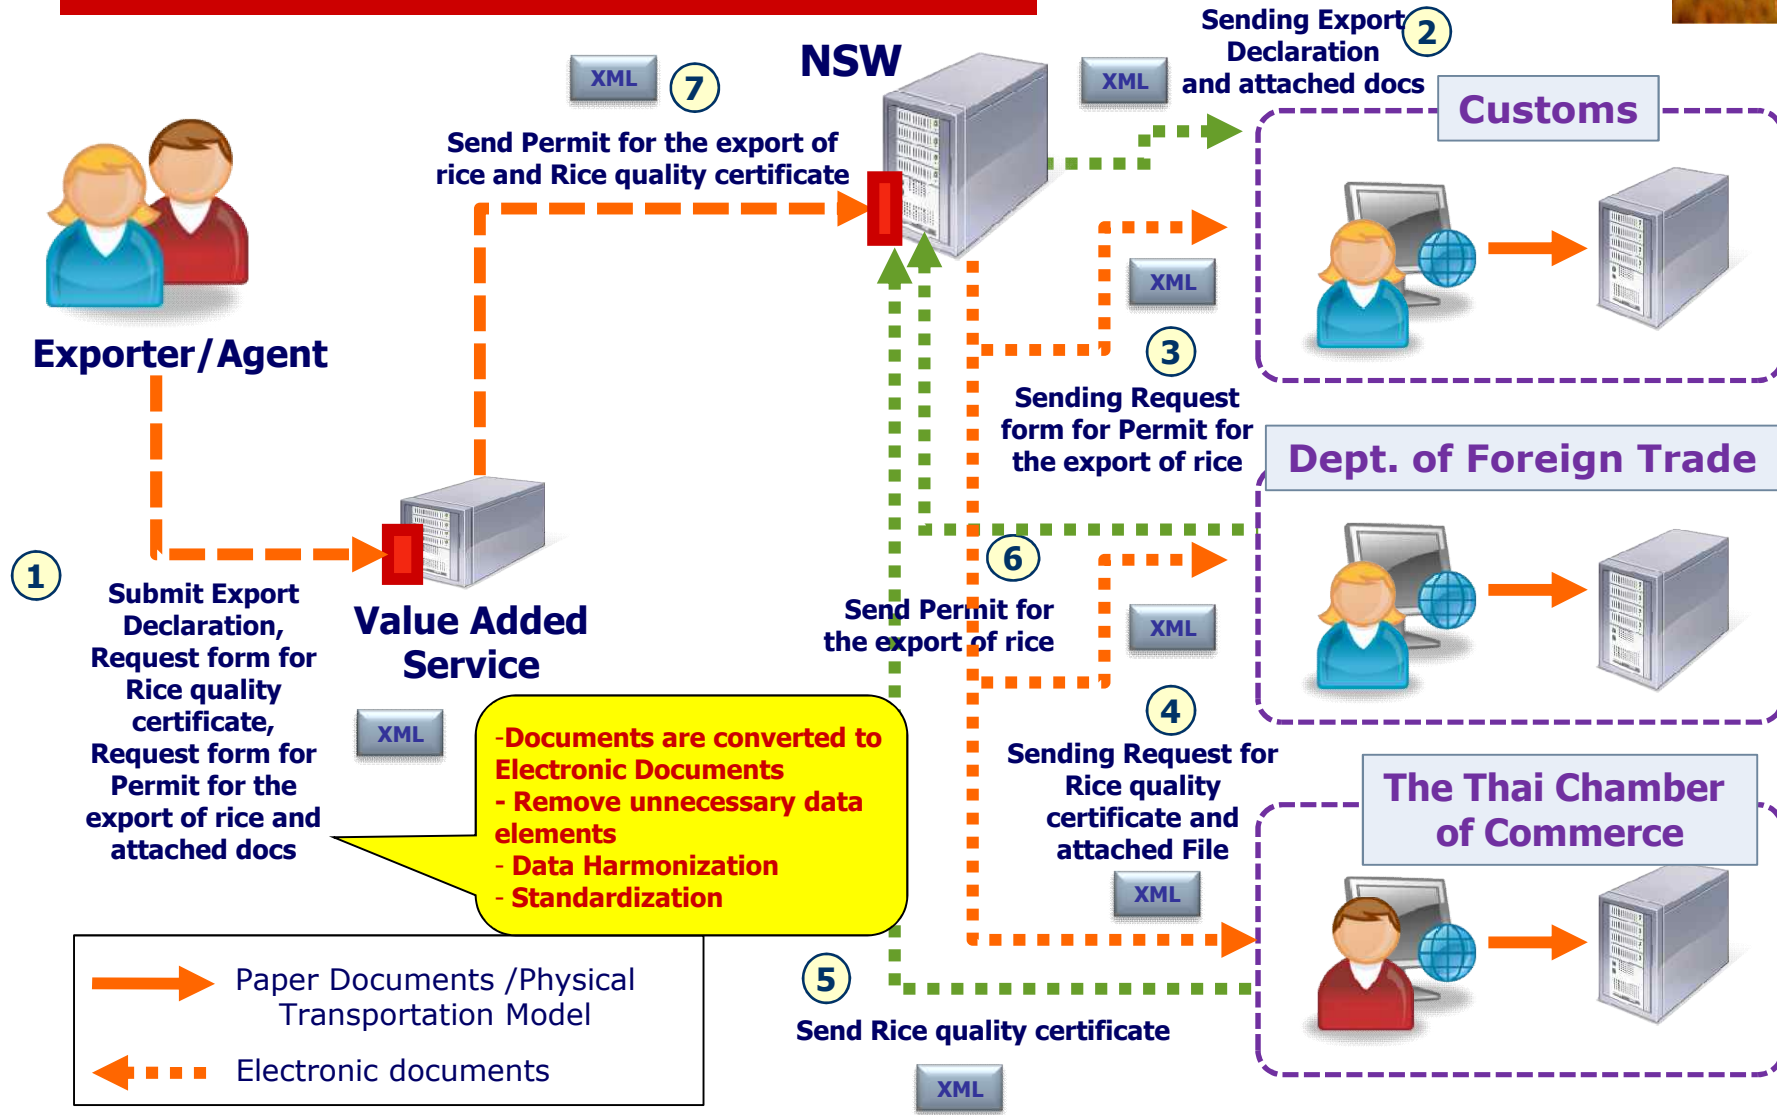 NSW
XML
7
Send Permit for the export of
rice and Rice quality certificate
Sending Export
Declaration
and attached docs
2
XML
Customs
Exporter/Agent
XML
3
Sending Request
form for Permit for
the export of rice
Dept. of Foreign Trade
1
Submit Export
Declaration,
Request form for
Rice quality
certificate,
Request form for
Permit for the
export of rice and
attached docs
Value Added
Service
XML
-Documents are converted to
Electronic Documents
- Remove unnecessary data
elements
- Data Harmonization
- Standardization
6
Send Permit for
the export of rice
XML
4
Sending Request for
Rice quality
certificate and
attached File
XML
The Thai Chamber
of Commerce
5
Send Rice quality certificate
XML
Paper Documents /Physical
Transportation Model
Electronic documents